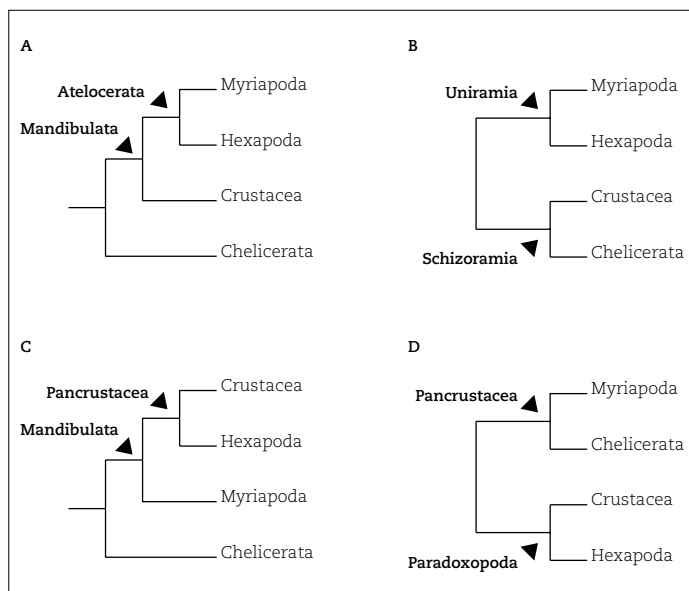 A
Atelocerata
Myriapoda
Mandibulata
Hexapoda
Crustacea
Chelicerata
B
Uniramia
Myriapoda
Hexapoda
Crustacea
Schizoramia
Chelicerata
C
Pancrustacea
Crustacea
Mandibulata
Hexapoda
Myriapoda
Chelicerata
D
Pancrustacea
Myriapoda
Chelicerata
Crustacea
Paradoxopoda
Hexapoda